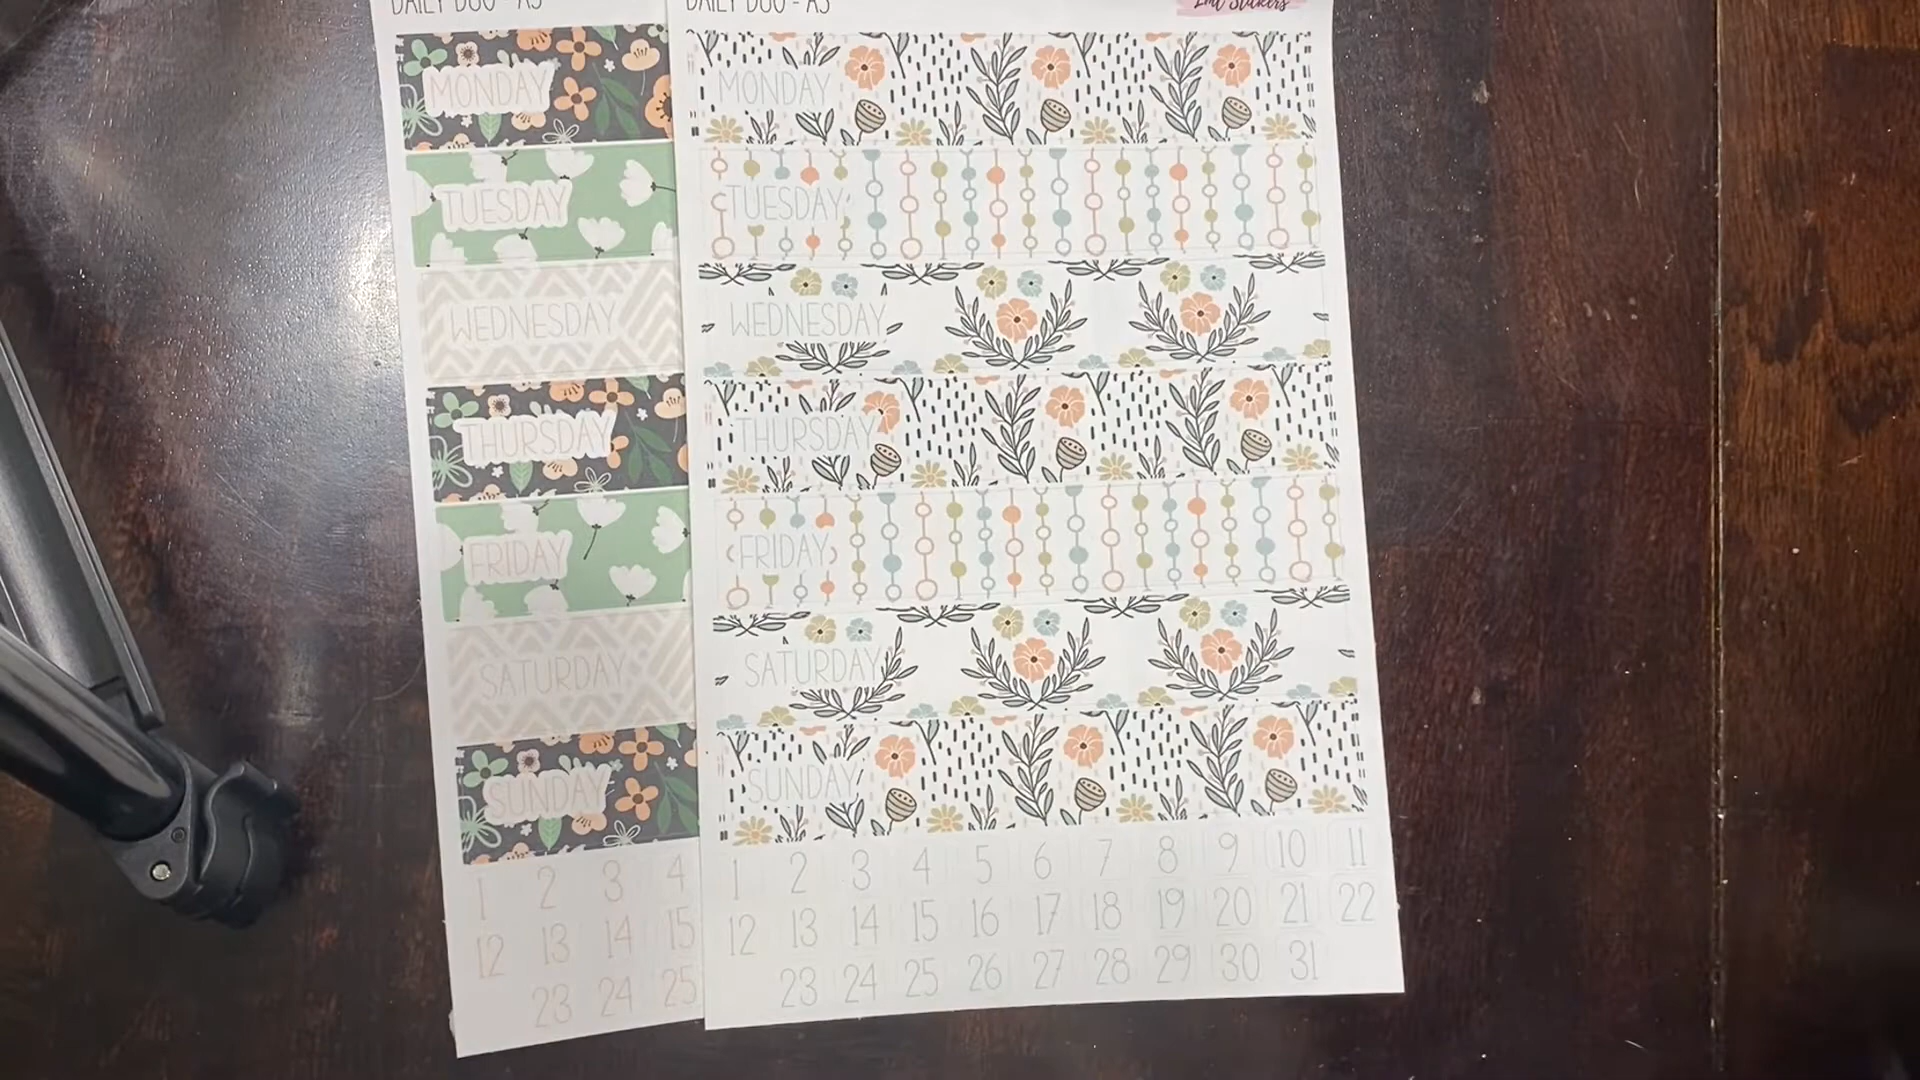 DAILY DUO - A5
MONDAY
TUESDAY
WEDNESDAY
THURSDAY
FRIDAY
SATURDAY
SUNDAY
1 2 3 4
12 13 14 15
23 24 25
DAILY DUO - A5
Stickers
MONDAY
TUESDAY
WEDNESDAY
THURSDAY
FRIDAY
SATURDAY
SUNDAY
1 2 3 4 5 6 7 8 9 10 11
12 13 14 15 16 17 18 19 20 21 22
23 24 25 26 27 28 29 30 31